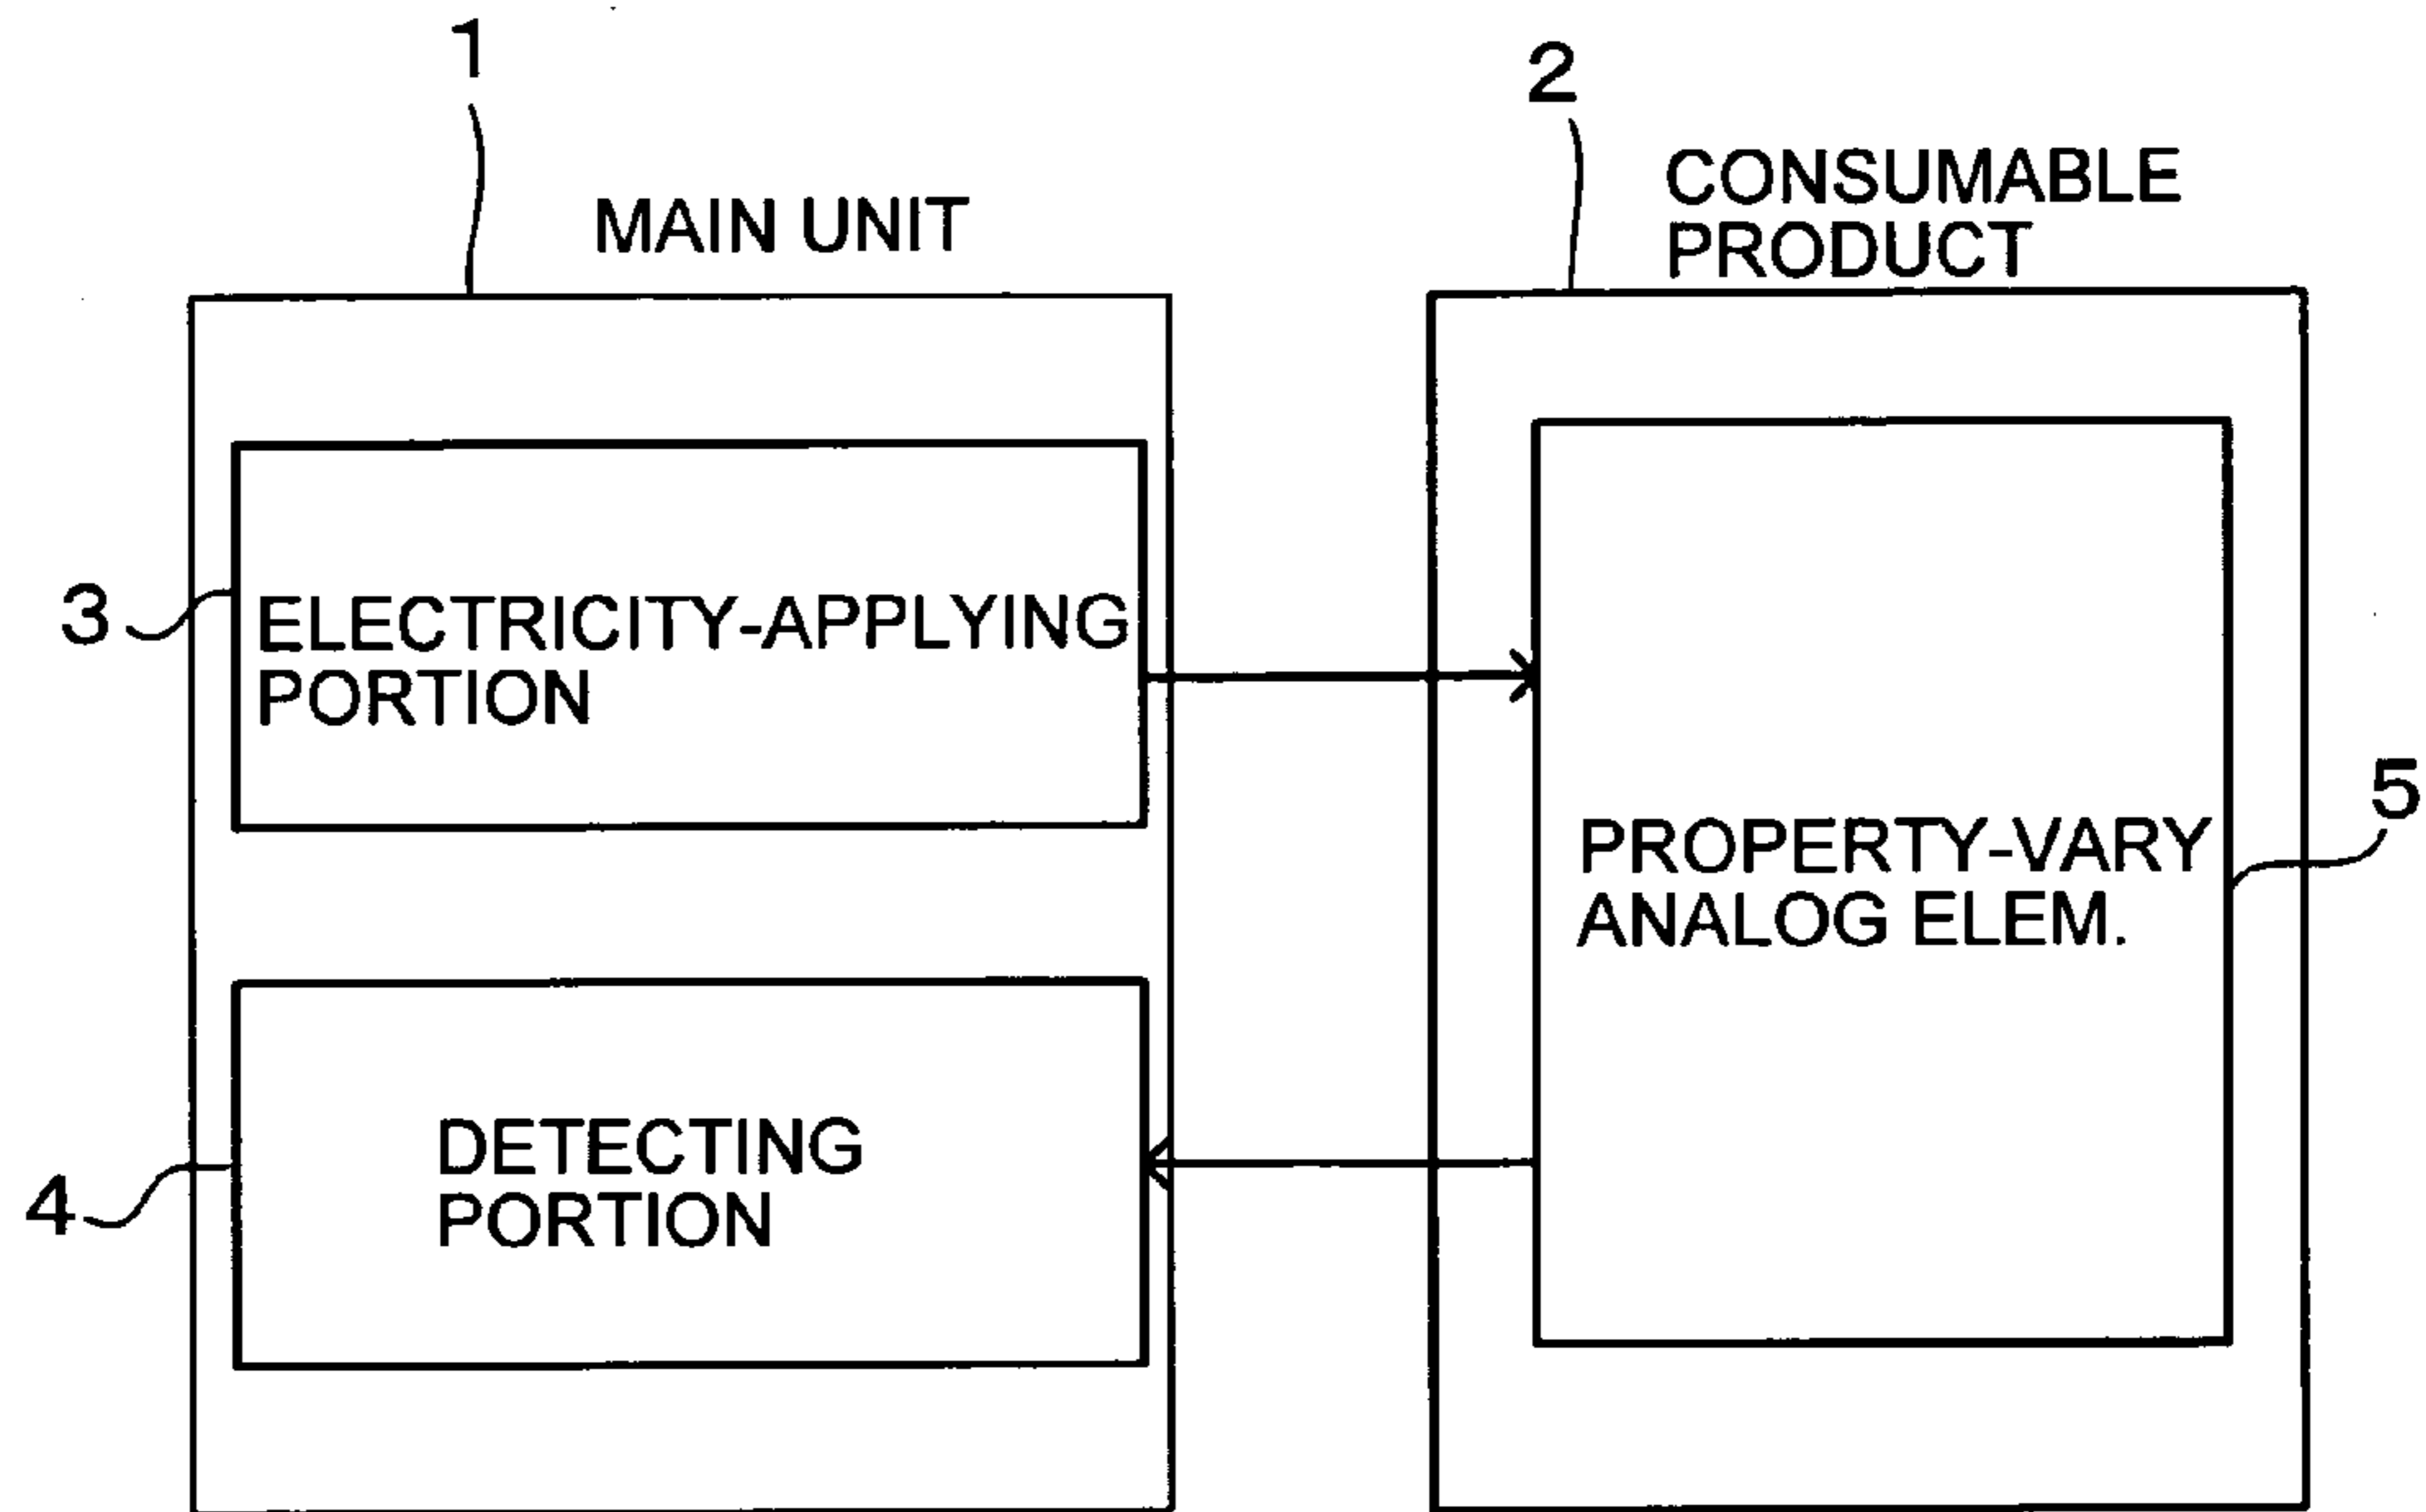 1
2
MAIN UNIT
CONSUMABLE
PRODUCT
3
ELECTRICITY-APPLYING
PORTION
5
PROPERTY-VARY
ANALOG ELEM.
4
DETECTING
PORTION